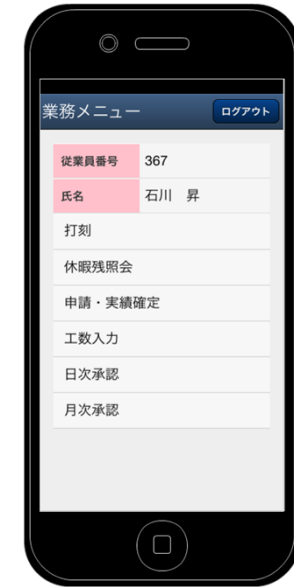 業務メニュー ログアウト
従業員番号 367
氏名 石川　昇
打刻
休暇残照会
申請・実績確定
工数入力
日次承認
月次承認